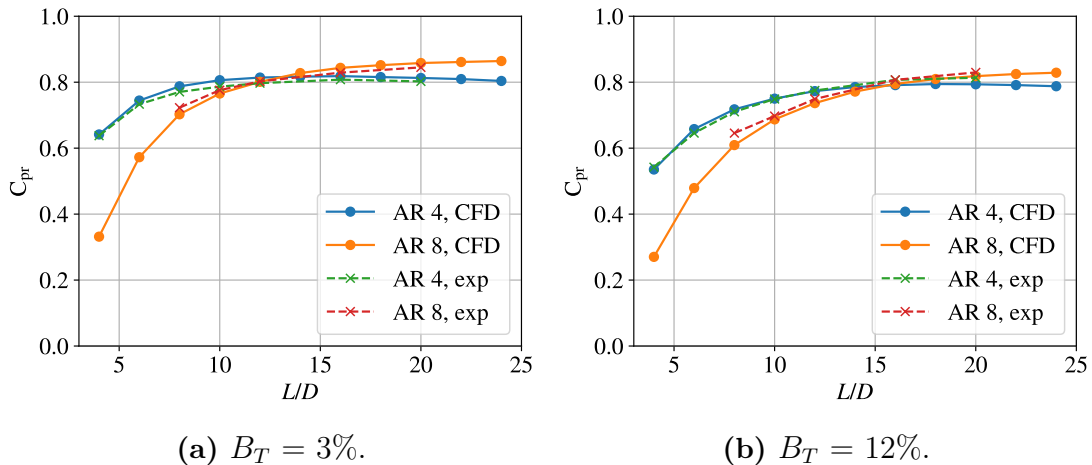 1.0
0.8
0.6
0.4
0.2
0.0
C_pr
5 10 15 20 25
L/D
AR 4, CFD
AR 8, CFD
AR 4, exp
AR 8, exp
(a) B_T = 3%.
1.0
0.8
0.6
0.4
0.2
0.0
C_pr
5 10 15 20 25
L/D
AR 4, CFD
AR 8, CFD
AR 4, exp
AR 8, exp
(b) B_T = 12%.